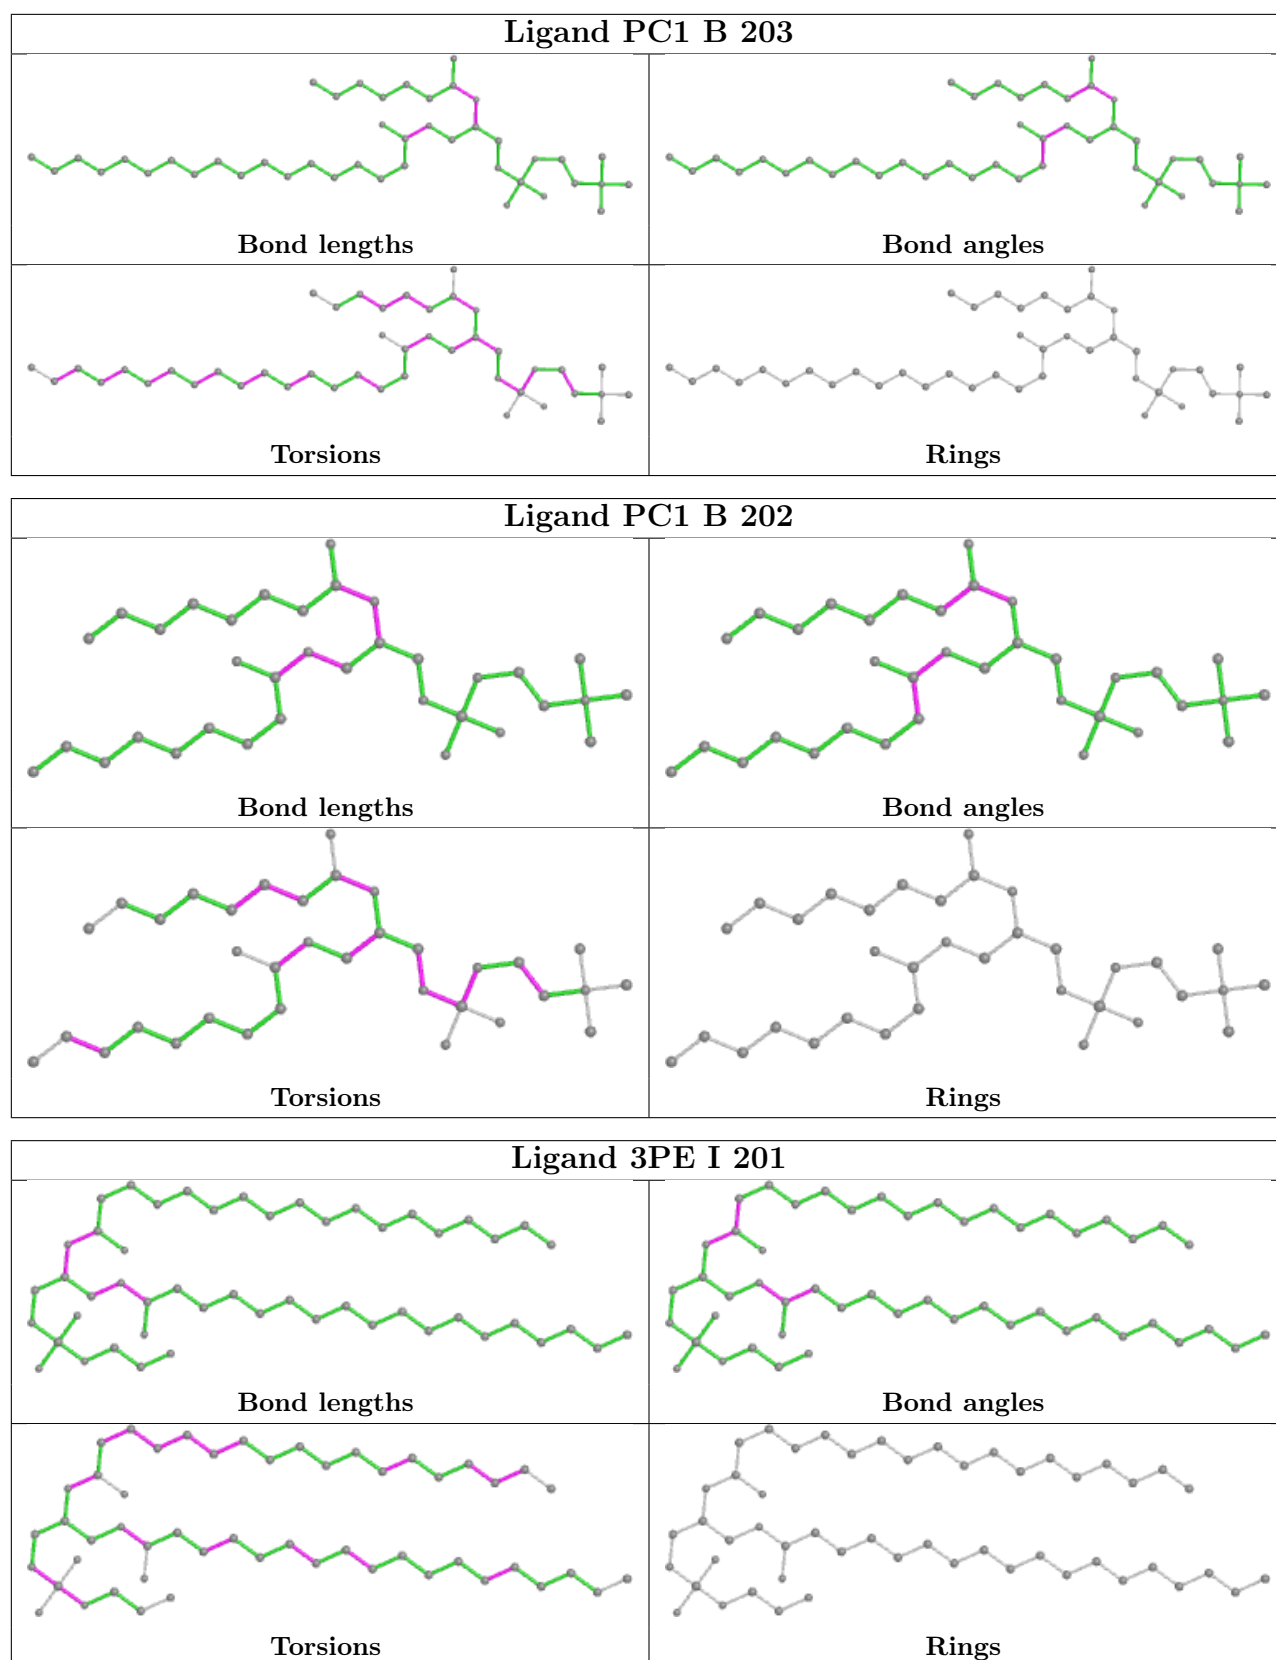 Ligand PC1 B 203
Bond lengths
Bond angles
Torsions
Rings
Ligand PC1 B 202
Bond lengths
Bond angles
Torsions
Rings
Ligand 3PE I 201
Bond lengths
Bond angles
Torsions
Rings